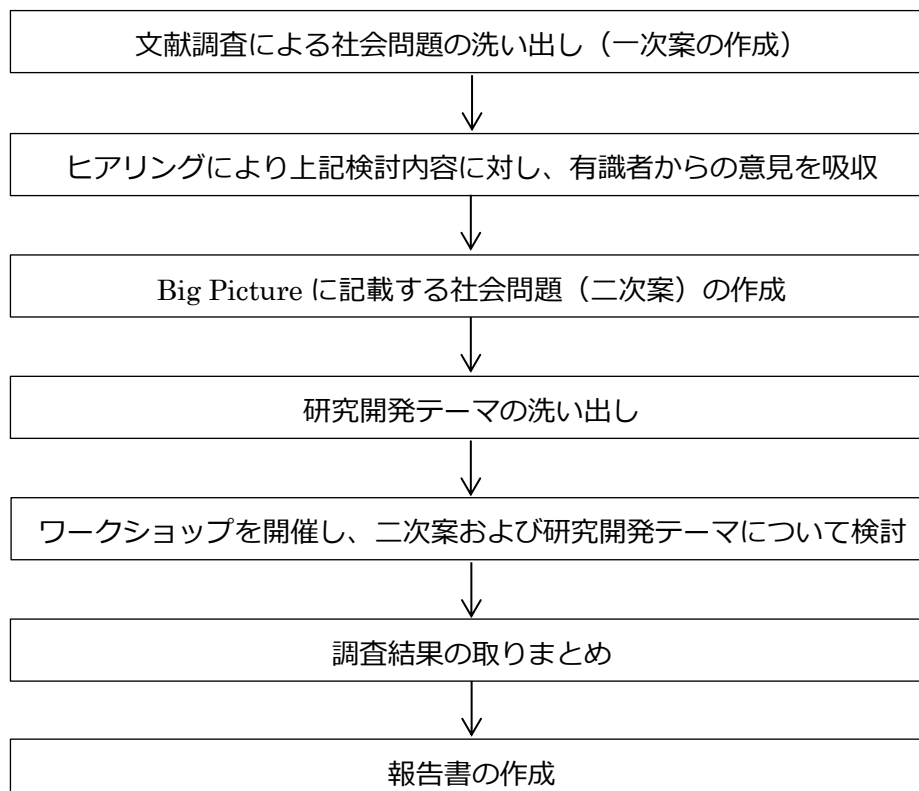 文献調査による社会問題の洗い出し（一次案の作成）
ヒアリングにより上記検討内容に対し、有識者からの意見を吸収
Big Picture に記載する社会問題（二次案）の作成
研究開発テーマの洗い出し
ワークショップを開催し、二次案および研究開発テーマについて検討
調査結果の取りまとめ
報告書の作成